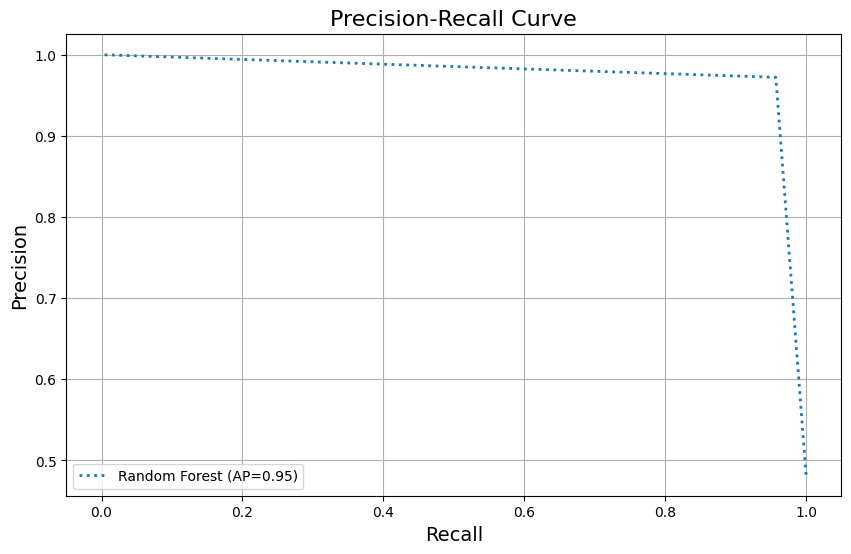 Precision-Recall Curve
1.0
0.9
0.8
0.7
0.6
0.5
Precision
Random Forest (AP=0.95)
0.0 0.2 0.4 0.6 0.8 1.0
Recall